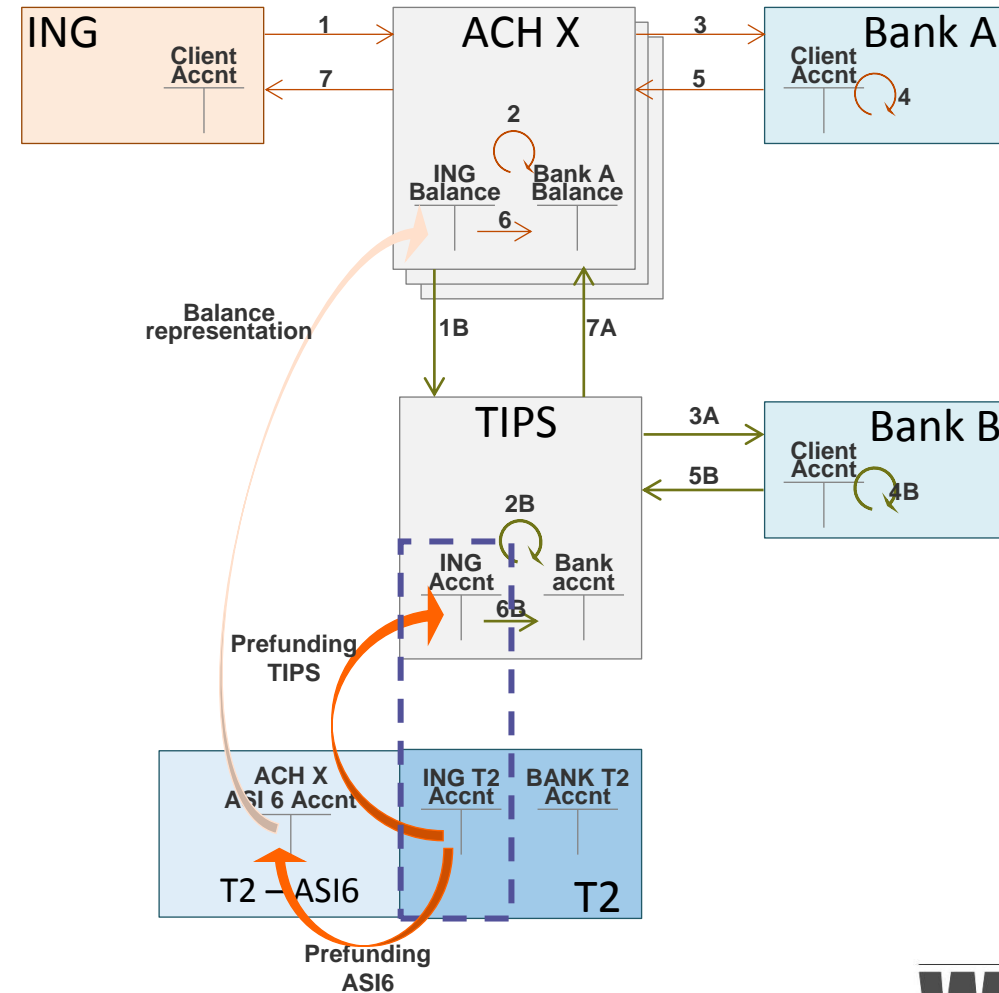 ING
Client
Accnt
1
7
ACH X
2
ING
Balance
Bank A
Balance
6
3
5
Bank A
Client
Accnt
4
Balance
representation
1B
7A
TIPS
2B
ING
Accnt
Bank
accnt
6B
3A
5B
Bank B
Client
Accnt
4B
Prefunding
TIPS
ACH X
ASI 6 Accnt
T2 – ASI6
ING T2
Accnt
BANK T2
Accnt
T2
Prefunding
ASI6